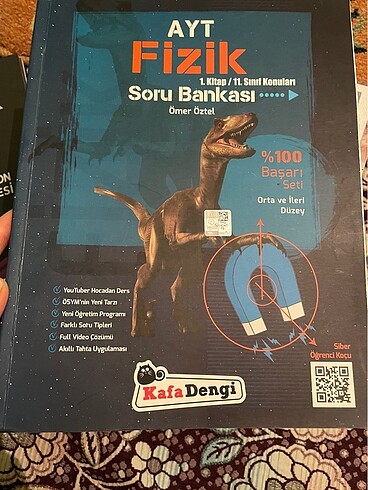 AYT
Fizik
1. Kitap / 11. Sınıf Konuları
Soru Bankası
Ömer Öztel
%100
Başarı
Seti
Orta ve İleri
Düzey
YouTuber Hocadan Ders
ÖSYM'nin Yeni Tarzı
Yeni Öğretim Programı
Farklı Soru Tipleri
Full Video Çözümü
Akıllı Tahta Uygulaması
Siber
Öğrenci Koçu
KafaDengi